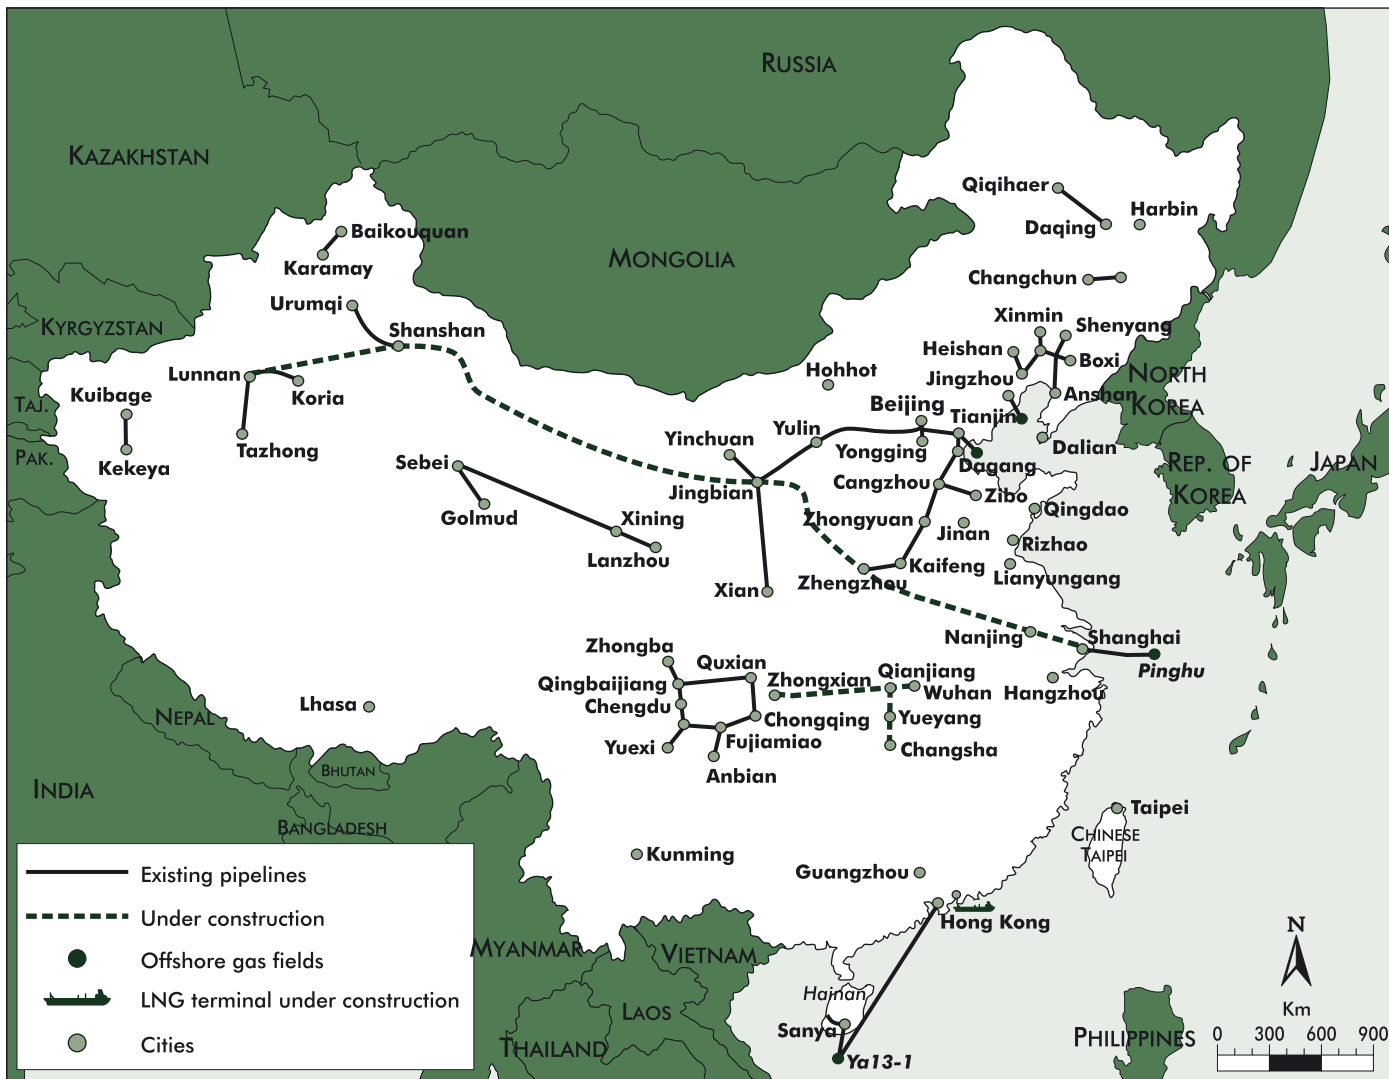 RUSSIA
KAZAKHSTAN
Qiqihaer
Harbin
Daqing
Baikouquan
MONGOLIA
Karamay
Changchun
Urumqi
Xinmin
Shenyang
KYRGYZSTAN
Shanshan
Heishan
Boxi
Lunnan
Hohhot
Jingzhou
NORTH
KOREA
Kuibage
Koria
Anshan
TAJ.
Beijing
Tianjin
Yulin
Yinchuan
Tazhong
Yongging
Dalian
PAK.
Kekeya
Sebei
Dagang
REP. OF
KOREA
JAPAN
Cangzhou
Jingbian
Zibo
Golmud
Xining
Zhongyuan
Qingdao
Jinan
Rizhao
Lanzhou
Kaifeng
Lianyungang
Zhengzhou
Xian
Nanjing
Shanghai
Zhongba
Quxian
Qianjiang
Pinghu
Zhongxian
Qingbaijiang
Wuhan
Hangzhou
Lhasa
Chengdu
NEPAL
Chongqing
Yueyang
Yuexi
Fujiamiao
Changsha
BHUTAN
Anbian
INDIA
Taipei
BANGLADESH
CHINESE
TAIPEI
Kunming
Guangzhou
Existing pipelines
Under construction
Hong Kong
N
MYANMAR
VIETNAM
Offshore gas fields
LNG terminal under construction
Hainan
LAOS
Km
Sanya
Cities
THAILAND
PHILIPPINES
0 300 600 900
Ya13-1